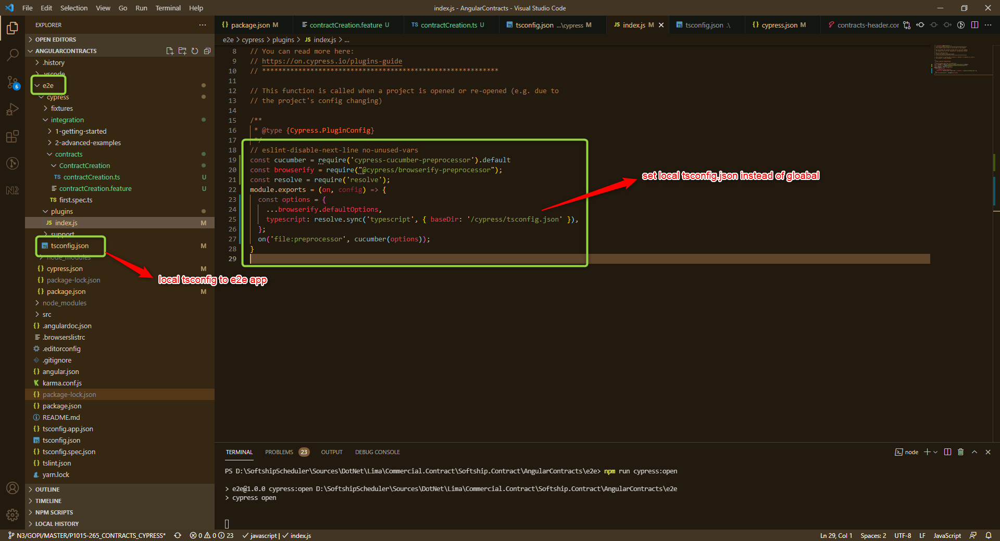 File Edit Selection View Go Run Terminal Help
index.js - AngularContracts - Visual Studio Code
EXPLORER
OPEN EDITORS
ANGULARCONTRACTS
.history
.vscode
e2e
cypress
fixtures
integration
1-getting-started
2-advanced-examples
contracts
ContractCreation
TS contractCreation.ts U
contractCreation.feature U
TS first.spec.ts
plugins
JS index.js M
support
TS tsconfig.json M
node_modules
{} cypress.json M
{} package-lock.json
{} package.json M
node_modules
src
{} .angulardoc.json
.browserslistrc
.editorconfig
.gitignore
{} angular.json
karma.conf.js
{} package-lock.json
{} package.json
README.md
{} tsconfig.app.json
TS tsconfig.json
{} tsconfig.spec.json
{} tslint.json
yarn.lock
OUTLINE
TIMELINE
NPM SCRIPTS
LOCAL HISTORY
6
N2
{} package.json M
contractCreation.feature U
TS contractCreation.ts U
TS tsconfig.json ...\cypress M
JS index.js M
TS tsconfig.json .\
{} cypress.json M
contracts-header.cor
e2e > cypress > plugins > JS index.js > ...
8 // You can read more here:
9 // https://on.cypress.io/plugins-guide
10 // ***********************************************************
11
12 // This function is called when a project is opened or re-opened (e.g. due to
13 // the project's config changing)
14
15 /**
16 * @type {Cypress.PluginConfig}
17 */
18 // eslint-disable-next-line no-unused-vars
19 const cucumber = require('cypress-cucumber-preprocessor').default
20 const browserify = require("@cypress/browserify-preprocessor");
21 const resolve = require('resolve');
22 module.exports = (on, config) => {
23 const options = {
24 ...browserify.defaultOptions,
25 typescript: resolve.sync('typescript', { baseDir: '/cypress/tsconfig.json' }),
26 };
27 on('file:preprocessor', cucumber(options));
28 }
29
set local tsconfig.json instead of gloabal
local tsconfig to e2e app
TERMINAL PROBLEMS 23 OUTPUT DEBUG CONSOLE
node
PS D:\SoftshipScheduler\Sources\DotNet\Lima\Commercial.Contract\Softship.Contract\AngularContracts\e2e> npm run cypress:open
> e2e@1.0.0 cypress:open D:\SoftshipScheduler\Sources\DotNet\Lima\Commercial.Contract\Softship.Contract\AngularContracts\e2e
> cypress open
N3/GOPI/MASTER/P1015-265_CONTRACTS_CYPRESS* 0 0 23 javascript | index.js
Ln 29, Col 1 Spaces: 2 UTF-8 LF JavaScript